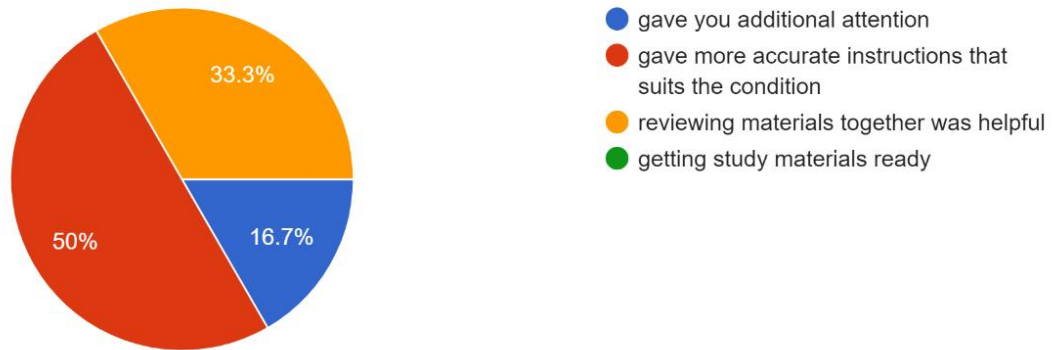 33.3%
50%
16.7%
gave you additional attention
gave more accurate instructions that
suits the condition
reviewing materials together was helpful
getting study materials ready